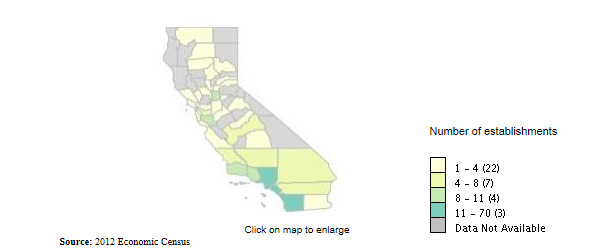 Number of establishments
1 - 4 (22)
4 - 8 (7)
8 - 11 (4)
11 - 70 (3)
Data Not Available
Click on map to enlarge
Source: 2012 Economic Census